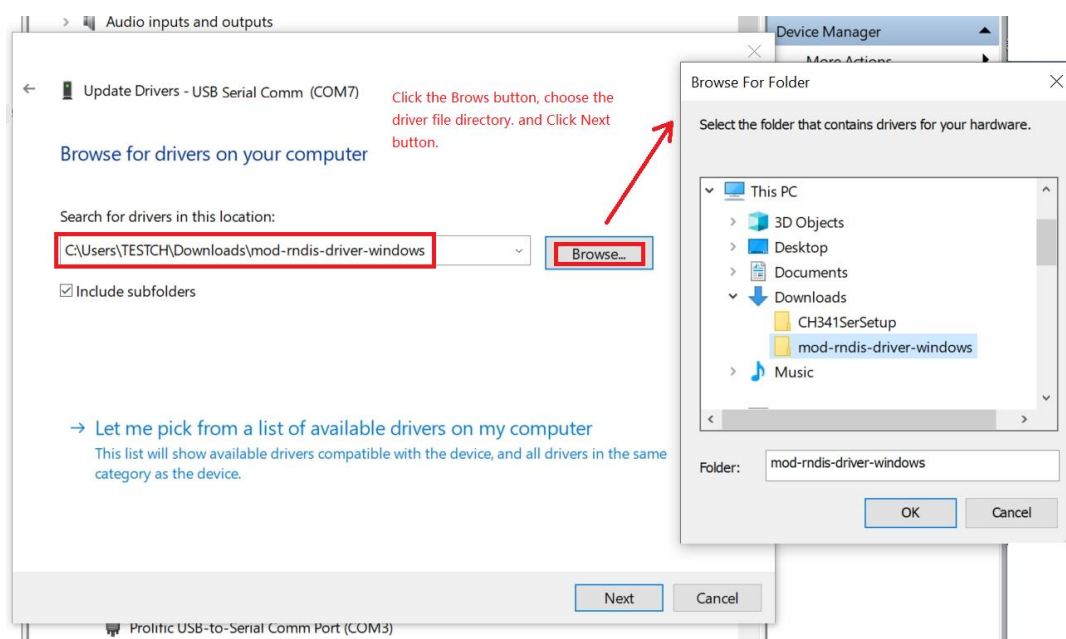 Audio inputs and outputs
Device Manager
More Actions
Update Drivers - USB Serial Comm (COM7)
Click the Brows button, choose the
driver file directory. and Click Next
button.
Browse for drivers on your computer
Search for drivers in this location:
C:\Users\TESTCH\Downloads\mod-rndis-driver-windows
Browse...
Include subfolders
Let me pick from a list of available drivers on my computer
This list will show available drivers compatible with the device, and all drivers in the same
category as the device.
Next
Cancel
Browse For Folder
Select the folder that contains drivers for your hardware.
This PC
3D Objects
Desktop
Documents
Downloads
CH341SerSetup
mod-rndis-driver-windows
Music
Folder:
mod-rndis-driver-windows
OK
Cancel
Prolific USB-to-Serial Comm Port (COM3)